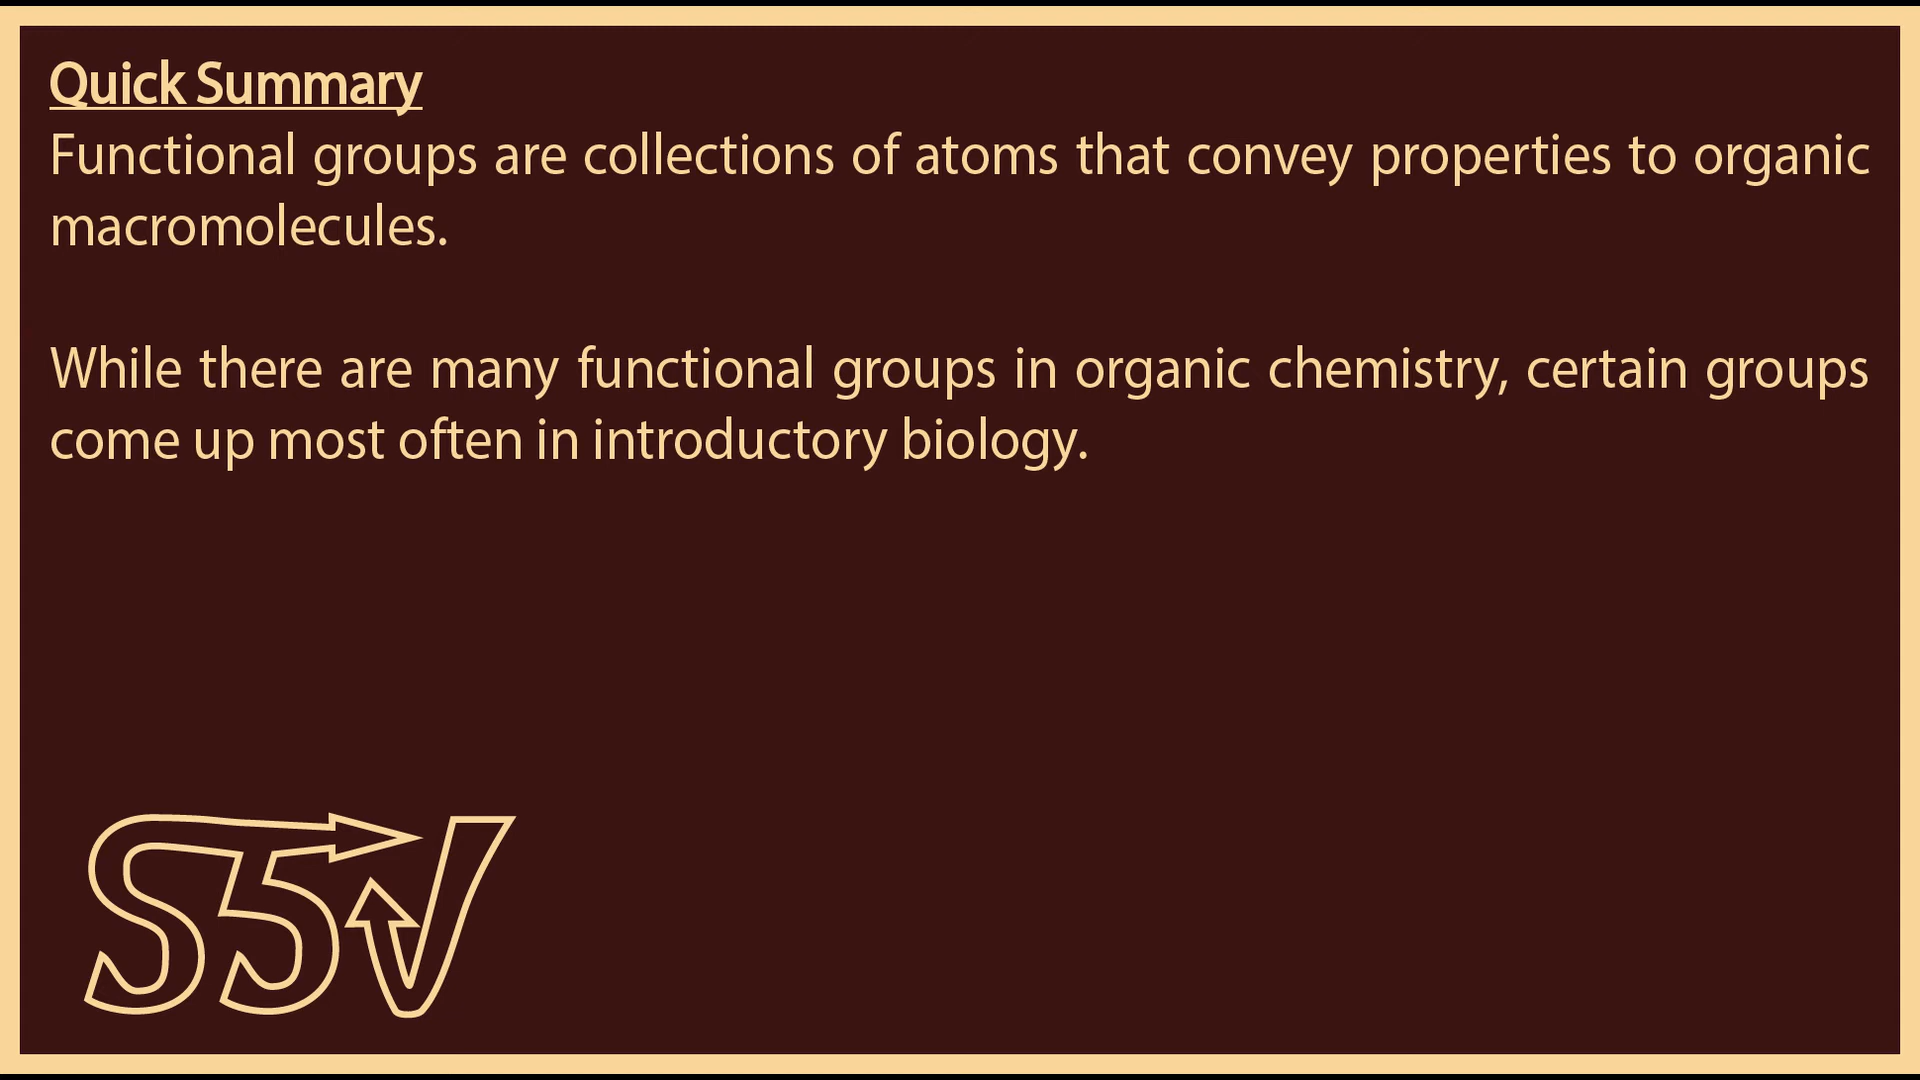 Quick Summary
Functional groups are collections of atoms that convey properties to organic
macromolecules.
While there are many functional groups in organic chemistry, certain groups
come up most often in introductory biology.
S5V